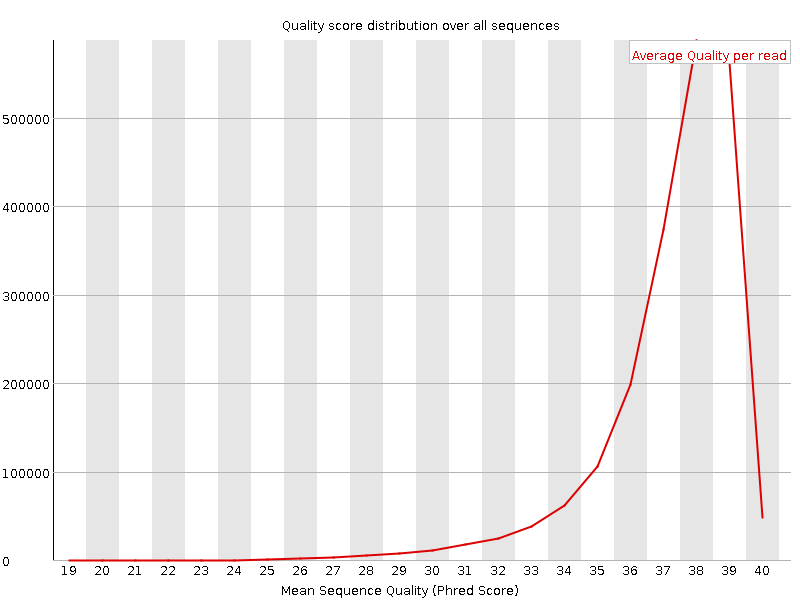 Quality score distribution over all sequences
Average Quality per read
500000
400000
300000
200000
100000
0
19 20 21 22 23 24 25 26 27 28 29 30 31 32 33 34 35 36 37 38 39 40
Mean Sequence Quality (Phred Score)